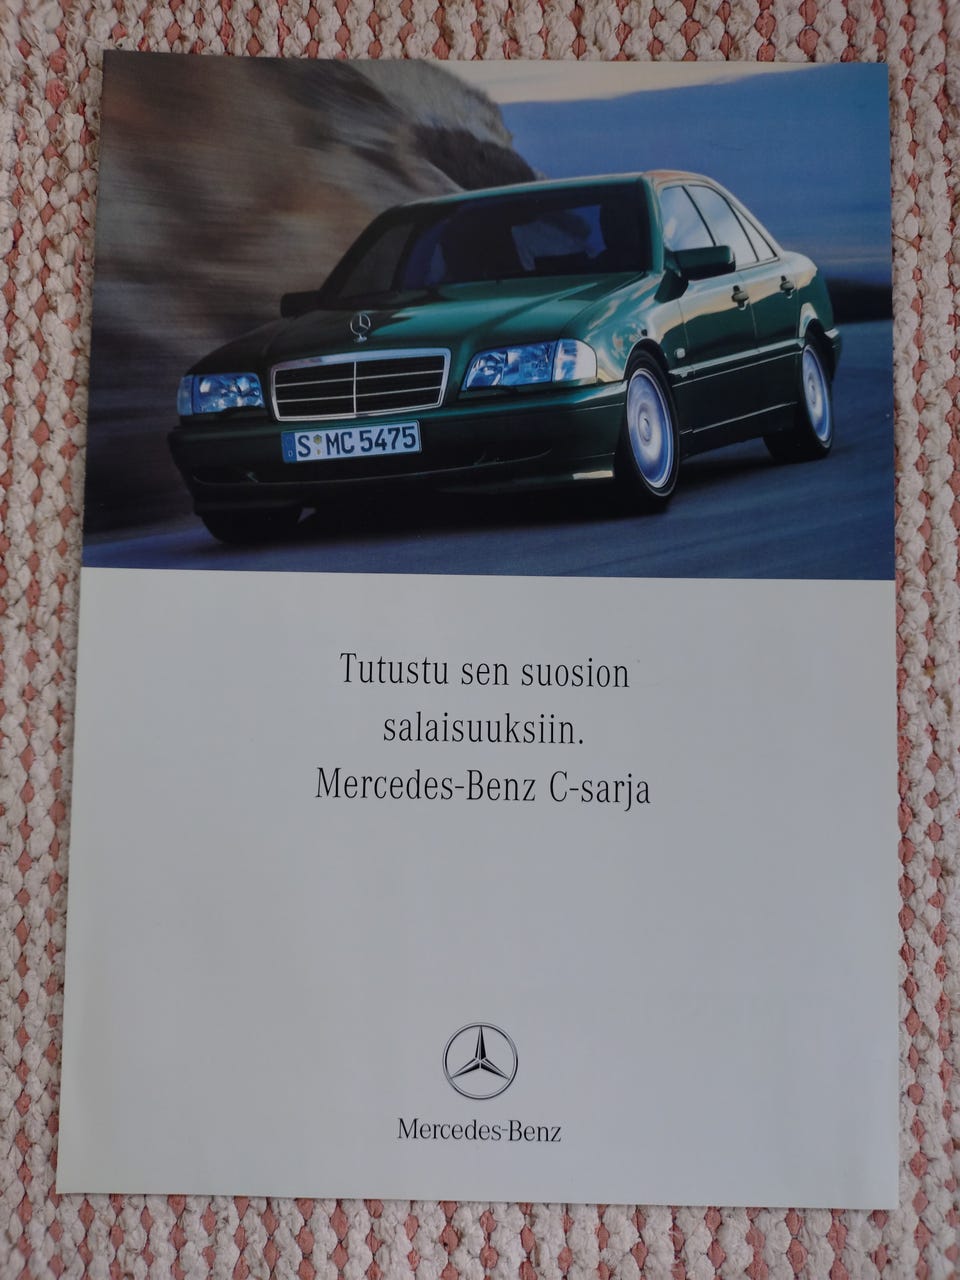 S MC 5475
Tutustu sen suosion
salaisuuksiin.
Mercedes-Benz C-sarja
Mercedes-Benz